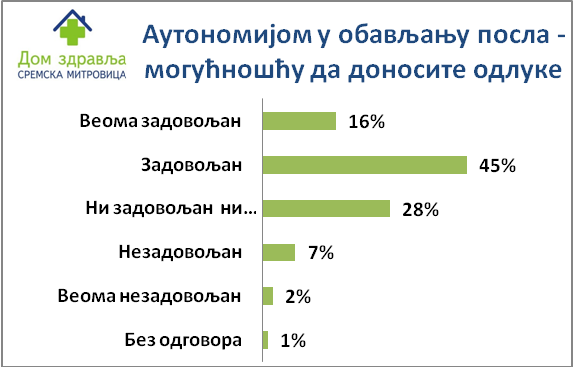 Дом здравља
СРЕМСКА МИТРОВИЦА
Аутономијом у обављању посла -
могућношћу да доносите одлуке
Веома задовољан 16%
Задовољан 45%
Ни задовољан ни... 28%
Незадовољан 7%
Веома незадовољан 2%
Без одговора 1%